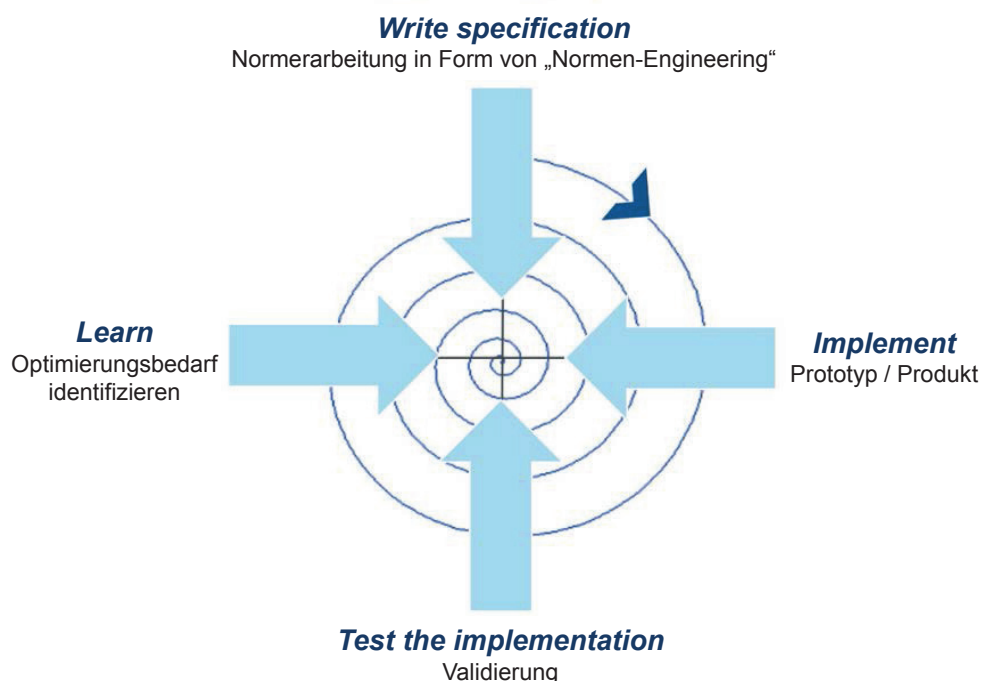 Write specification
Normerarbeitung in Form von „Normen-Engineering“
Learn
Optimierungsbedarf
identifizieren
Implement
Prototyp / Produkt
Test the implementation
Validierung